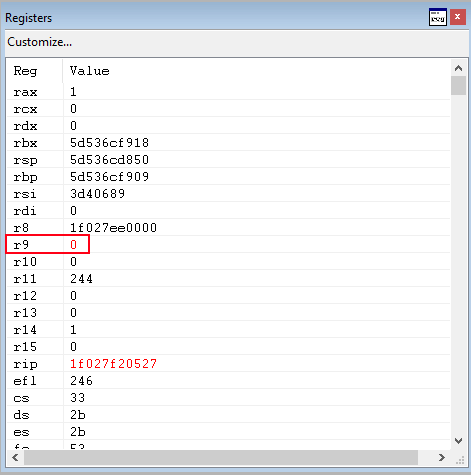 Registers
Customize...
Reg Value
rax 1
rcx 0
rdx 0
rbx 5d536cf918
rsp 5d536cd850
rbp 5d536cf909
rsi 3d40689
rdi 0
r8 1f027ee0000
r9 0
r10 0
r11 244
r12 0
r13 0
r14 1
r15 0
rip 1f027f20527
efl 246
cs 33
ds 2b
es 2b
fs 53